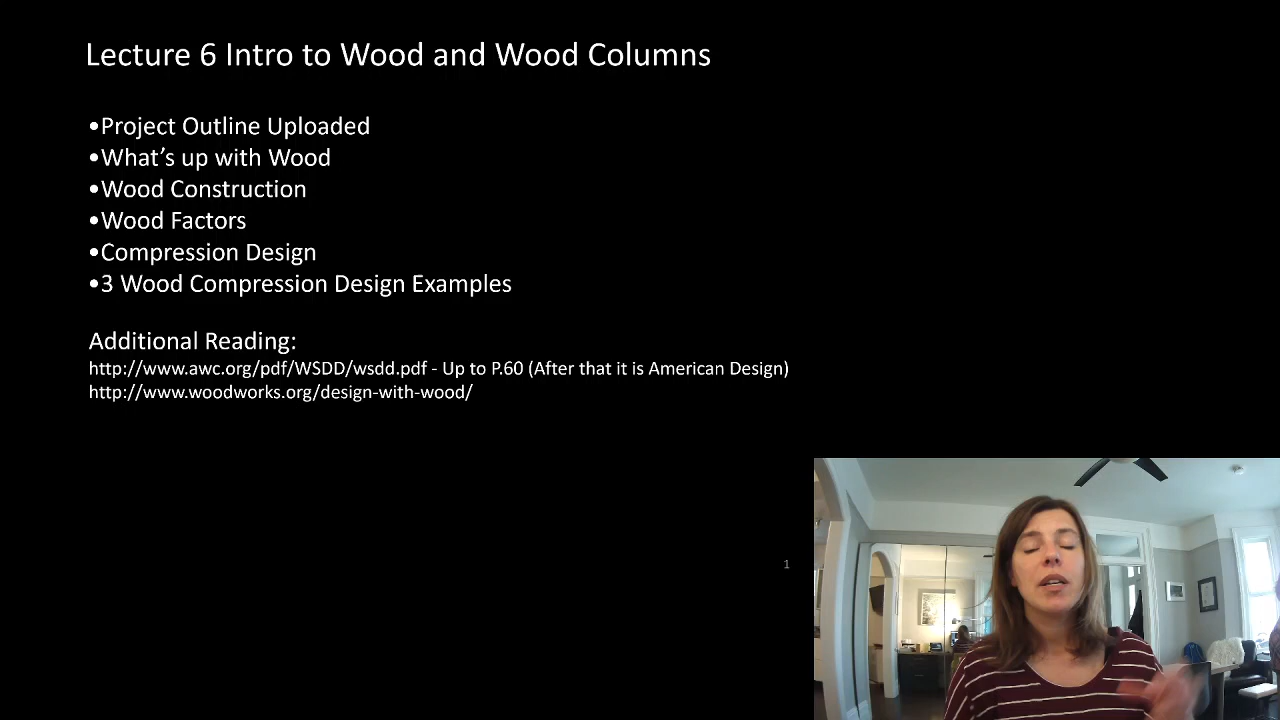 Lecture 6 Intro to Wood and Wood Columns
•Project Outline Uploaded
•What’s up with Wood
•Wood Construction
•Wood Factors
•Compression Design
•3 Wood Compression Design Examples
Additional Reading:
http://www.awc.org/pdf/WSDD/wsdd.pdf - Up to P.60 (After that it is American Design)
http://www.woodworks.org/design-with-wood/
1